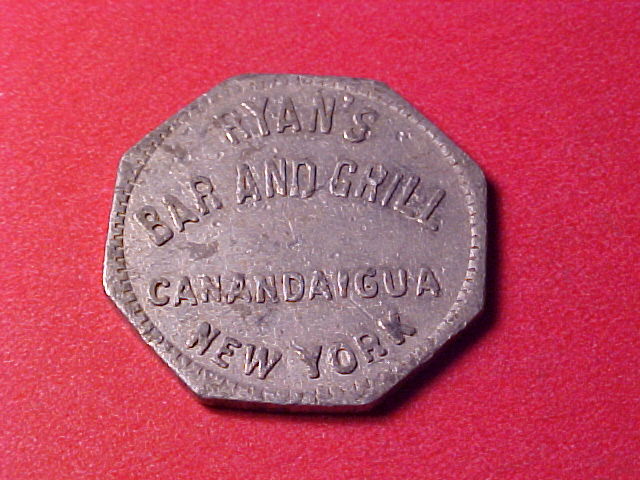 RYAN'S
BAR AND GRILL
CANANDAIGUA
NEW YORK